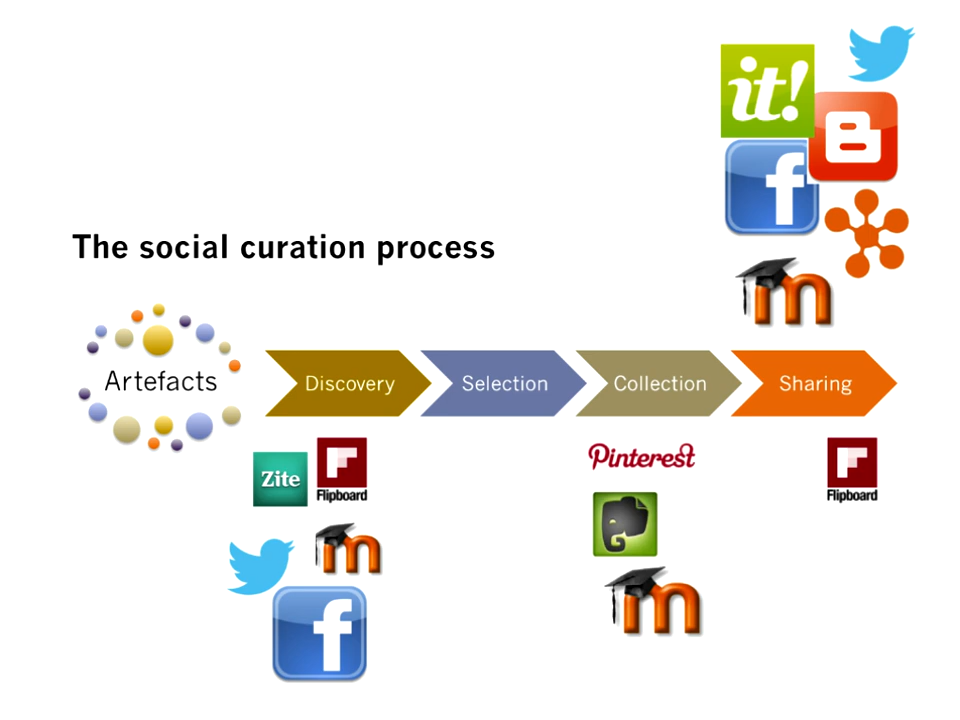 it!
The social curation process
Artefacts
Discovery
Selection
Collection
Sharing
Zite
Flipboard
Pinterest
Flipboard